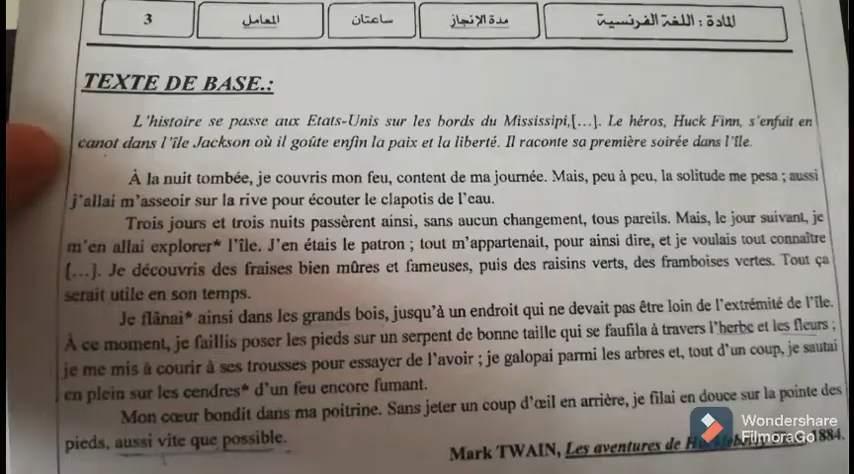 المادة : اللغة الفرنسية
مدة الإنجاز
ساعتان
المعامل
3
TEXTE DE BASE.:
L'histoire se passe aux Etats-Unis sur les bords du Mississipi,[…]. Le héros, Huck Finn, s'enfuit en
canot dans l'île Jackson où il goûte enfin la paix et la liberté. Il raconte sa première soirée dans l'île.
À la nuit tombée, je couvris mon feu, content de ma journée. Mais, peu à peu, la solitude me pesa ; aussi
j'allai m'asseoir sur la rive pour écouter le clapotis de l'eau.
Trois jours et trois nuits passèrent ainsi, sans aucun changement, tous pareils. Mais, le jour suivant, je
m'en allai explorer* l'île. J'en étais le patron ; tout m'appartenait, pour ainsi dire, et je voulais tout connaître
[…]. Je découvris des fraises bien mûres et fameuses, puis des raisins verts, des framboises vertes. Tout ça
serait utile en son temps.
Je flânai* ainsi dans les grands bois, jusqu'à un endroit qui ne devait pas être loin de l'extrémité de l'île.
À ce moment, je faillis poser les pieds sur un serpent de bonne taille qui se faufila à travers l'herbe et les fleurs ;
je me mis à courir à ses trousses pour essayer de l'avoir ; je galopai parmi les arbres et, tout d'un coup, je sautai
en plein sur les cendres* d'un feu encore fumant.
Mon cœur bondit dans ma poitrine. Sans jeter un coup d'œil en arrière, je filai en douce sur la pointe des
pieds, aussi vite que possible.
Mark TWAIN, Les aventures de 1884.
Wondershare
FilmoraGo